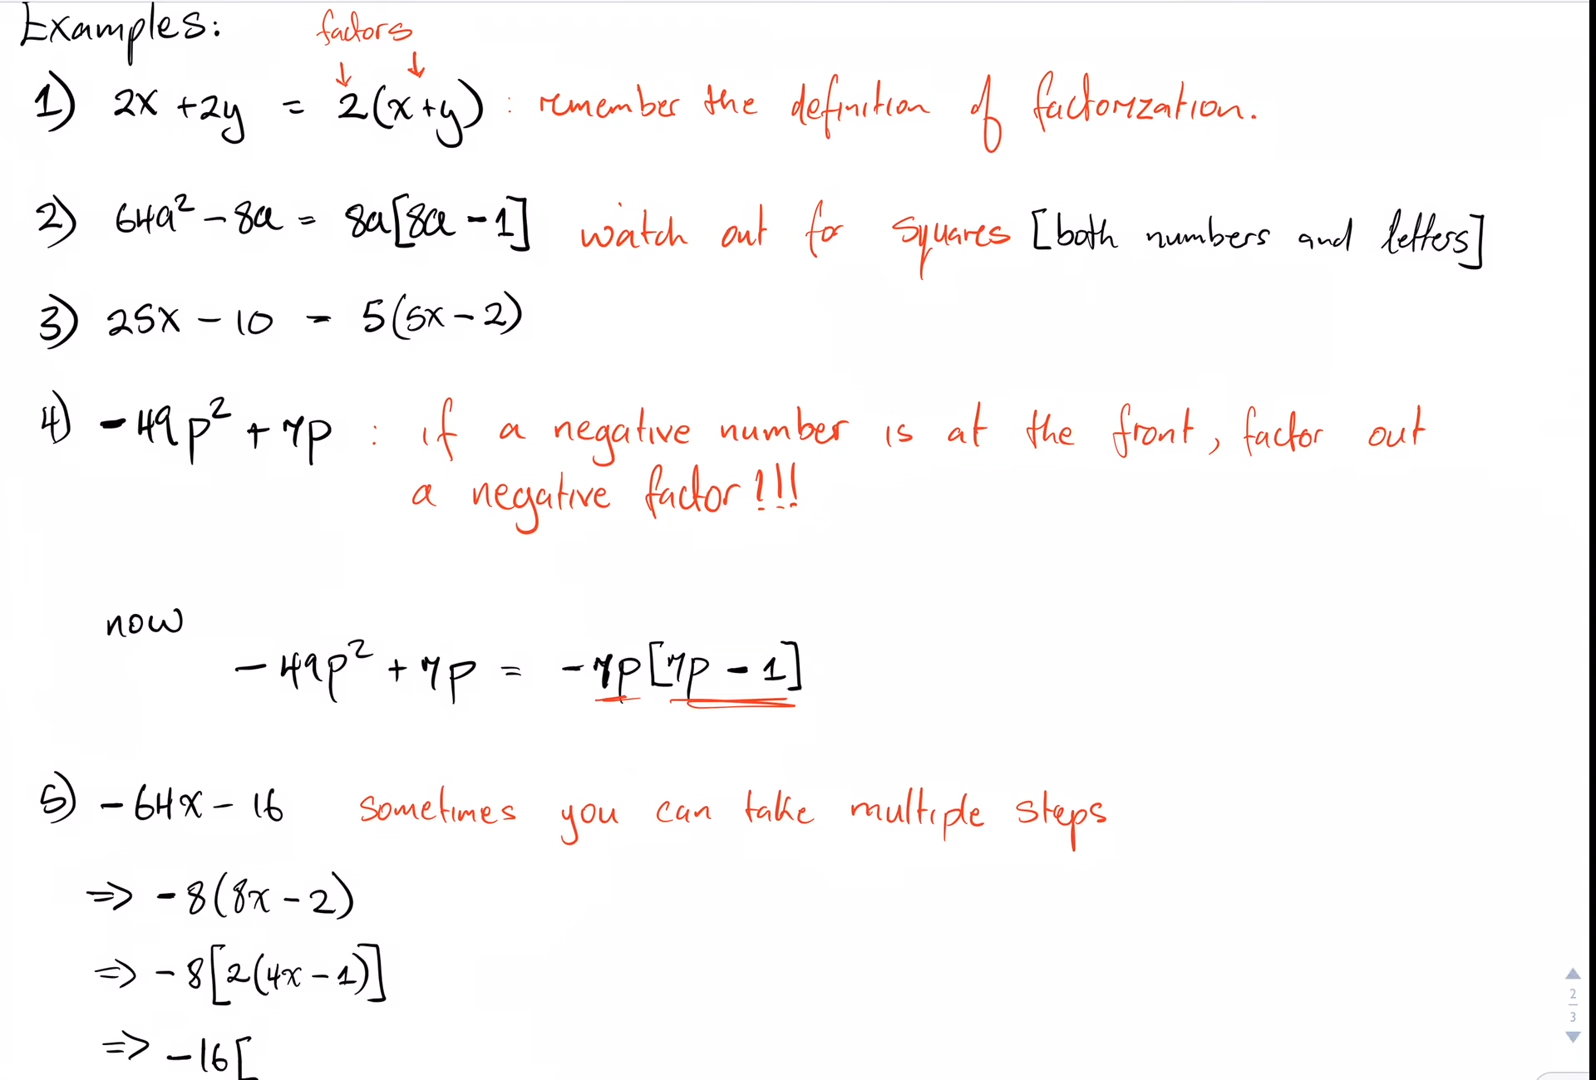 Examples: factors
↓ ↓
1) 2x + 2y = 2(x+y) : remember the definition of factorization.
2) 64a² - 8a = 8a[8a - 1] watch out for squares [both numbers and letters]
3) 25x - 10 = 5(5x - 2)
4) -49p² + 7p : if a negative number is at the front, factor out
a negative factor!!!
now
-49p² + 7p = -7p[7p - 1]
5) -64x - 16 sometimes you can take multiple steps
=> -8(8x - 2)
=> -8[2(4x - 1)]
=> -16[
2
3